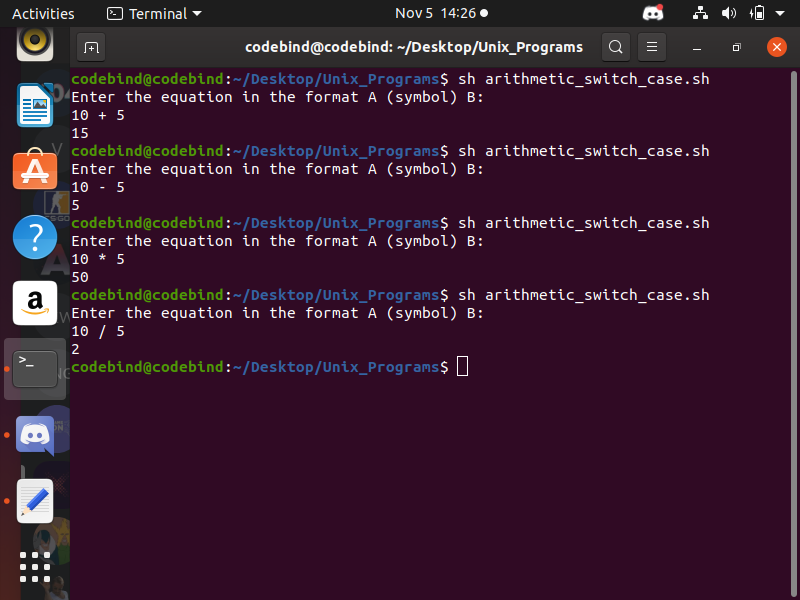 Activities Terminal Nov 5 14:26
codebind@codebind: ~/Desktop/Unix_Programs
codebind@codebind:~/Desktop/Unix_Programs$ sh arithmetic_switch_case.sh
Enter the equation in the format A (symbol) B:
10 + 5
15
codebind@codebind:~/Desktop/Unix_Programs$ sh arithmetic_switch_case.sh
Enter the equation in the format A (symbol) B:
10 - 5
5
codebind@codebind:~/Desktop/Unix_Programs$ sh arithmetic_switch_case.sh
Enter the equation in the format A (symbol) B:
10 * 5
50
codebind@codebind:~/Desktop/Unix_Programs$ sh arithmetic_switch_case.sh
Enter the equation in the format A (symbol) B:
10 / 5
2
codebind@codebind:~/Desktop/Unix_Programs$